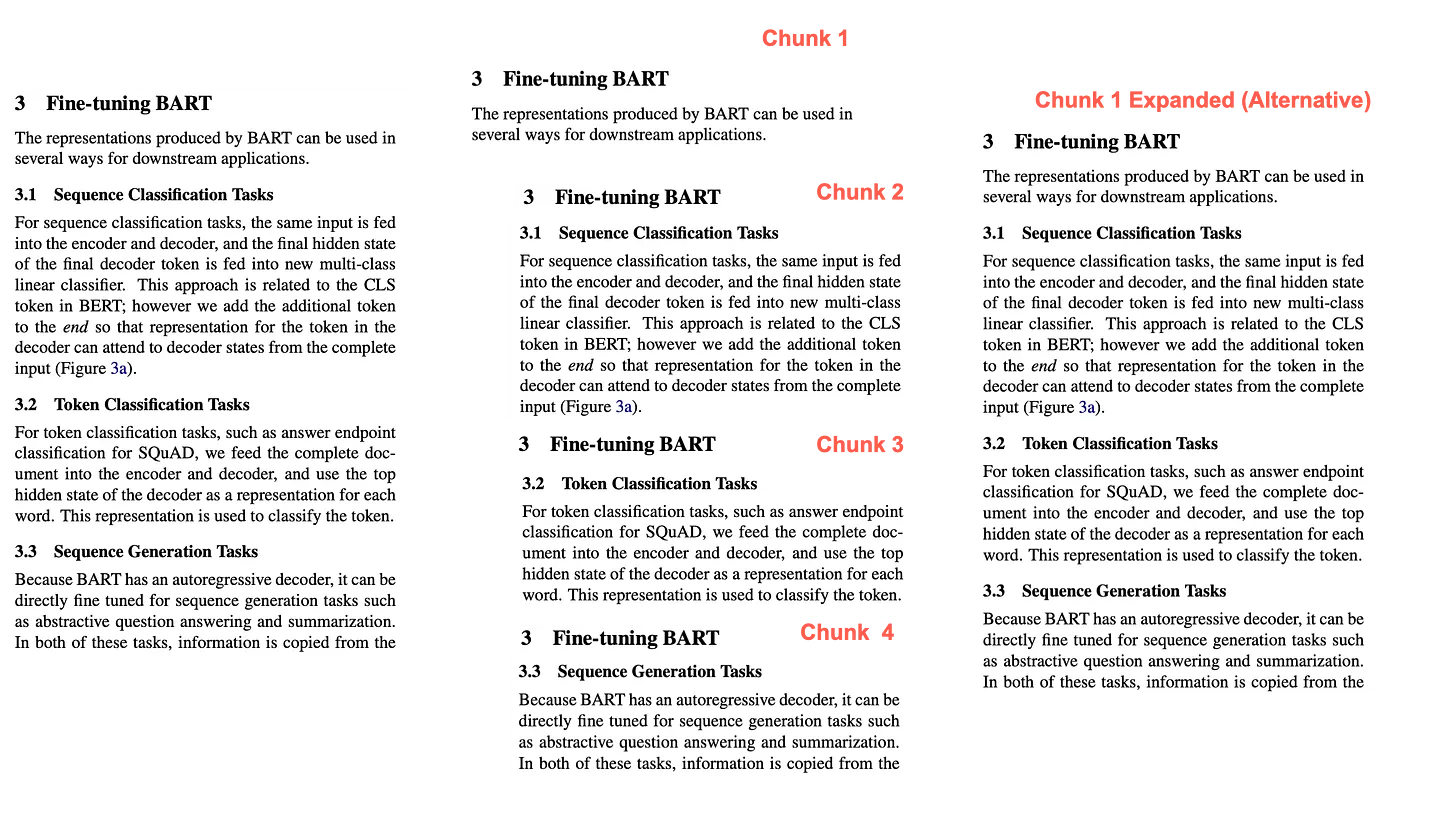 3 Fine-tuning BART
The representations produced by BART can be used in
several ways for downstream applications.
3.1 Sequence Classification Tasks
For sequence classification tasks, the same input is fed
into the encoder and decoder, and the final hidden state
of the final decoder token is fed into new multi-class
linear classifier. This approach is related to the CLS
token in BERT; however we add the additional token
to the end so that representation for the token in the
decoder can attend to decoder states from the complete
input (Figure 3a).
3.2 Token Classification Tasks
For token classification tasks, such as answer endpoint
classification for SQuAD, we feed the complete doc-
ument into the encoder and decoder, and use the top
hidden state of the decoder as a representation for each
word. This representation is used to classify the token.
3.3 Sequence Generation Tasks
Because BART has an autoregressive decoder, it can be
directly fine tuned for sequence generation tasks such
as abstractive question answering and summarization.
In both of these tasks, information is copied from the
Chunk 1
3 Fine-tuning BART
The representations produced by BART can be used in
several ways for downstream applications.
3 Fine-tuning BART
Chunk 2
3.1 Sequence Classification Tasks
For sequence classification tasks, the same input is fed
into the encoder and decoder, and the final hidden state
of the final decoder token is fed into new multi-class
linear classifier. This approach is related to the CLS
token in BERT; however we add the additional token
to the end so that representation for the token in the
decoder can attend to decoder states from the complete
input (Figure 3a).
3 Fine-tuning BART
Chunk 3
3.2 Token Classification Tasks
For token classification tasks, such as answer endpoint
classification for SQuAD, we feed the complete doc-
ument into the encoder and decoder, and use the top
hidden state of the decoder as a representation for each
word. This representation is used to classify the token.
3 Fine-tuning BART
Chunk 4
3.3 Sequence Generation Tasks
Because BART has an autoregressive decoder, it can be
directly fine tuned for sequence generation tasks such
as abstractive question answering and summarization.
In both of these tasks, information is copied from the
Chunk 1 Expanded (Alternative)
3 Fine-tuning BART
The representations produced by BART can be used in
several ways for downstream applications.
3.1 Sequence Classification Tasks
For sequence classification tasks, the same input is fed
into the encoder and decoder, and the final hidden state
of the final decoder token is fed into new multi-class
linear classifier. This approach is related to the CLS
token in BERT; however we add the additional token
to the end so that representation for the token in the
decoder can attend to decoder states from the complete
input (Figure 3a).
3.2 Token Classification Tasks
For token classification tasks, such as answer endpoint
classification for SQuAD, we feed the complete doc-
ument into the encoder and decoder, and use the top
hidden state of the decoder as a representation for each
word. This representation is used to classify the token.
3.3 Sequence Generation Tasks
Because BART has an autoregressive decoder, it can be
directly fine tuned for sequence generation tasks such
as abstractive question answering and summarization.
In both of these tasks, information is copied from the